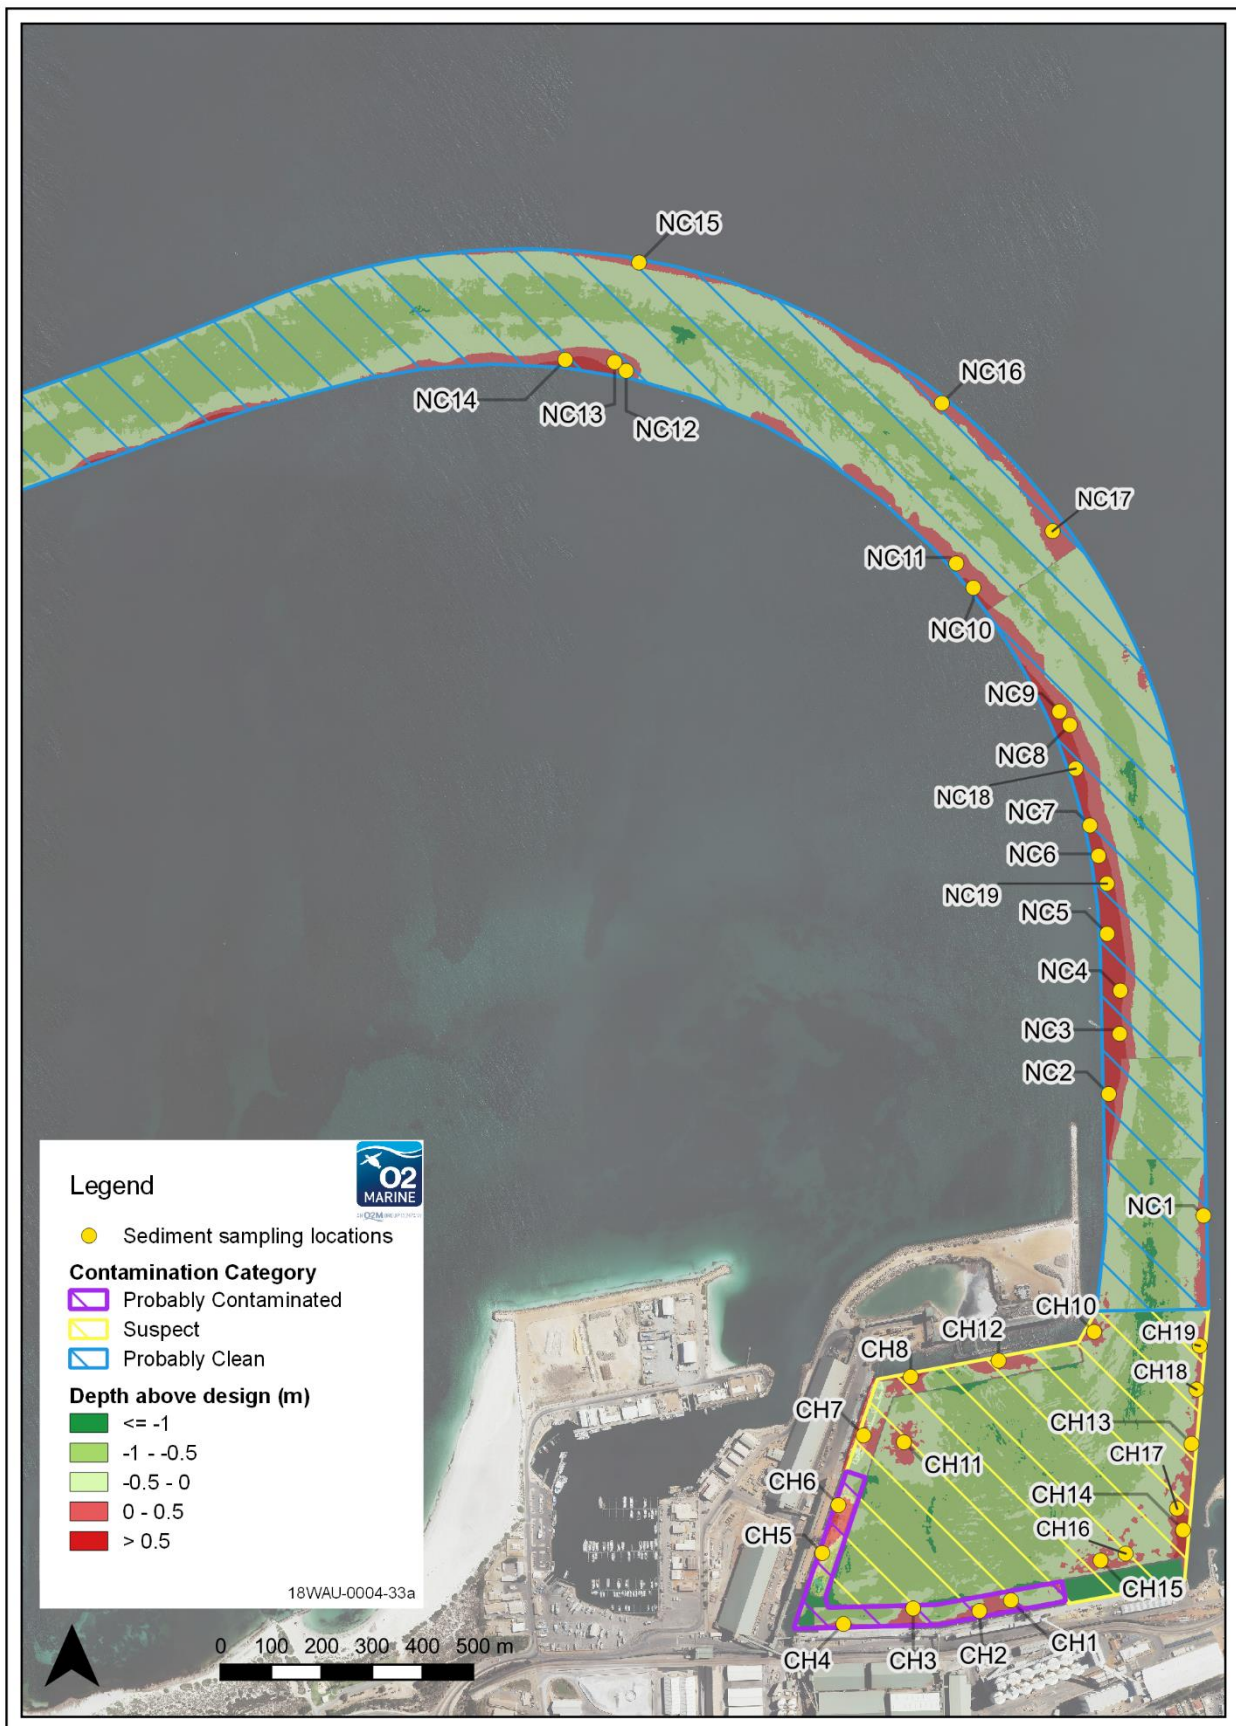 NC15
NC16
NC14
NC13
NC12
NC17
NC11
NC10
NC9
NC8
NC18
NC7
NC6
NC19
NC5
NC4
NC3
NC2
NC1
Legend
O2
MARINE
Sediment sampling locations
Contamination Category
Probably Contaminated
Suspect
Probably Clean
Depth above design (m)
<= -1
-1 - -0.5
-0.5 - 0
0 - 0.5
> 0.5
18WAU-0004-33a
CH10
CH12
CH19
CH8
CH18
CH7
CH13
CH11
CH17
CH6
CH14
CH16
CH5
CH15
CH1
CH4
CH3
CH2
0 100 200 300 400 500 m